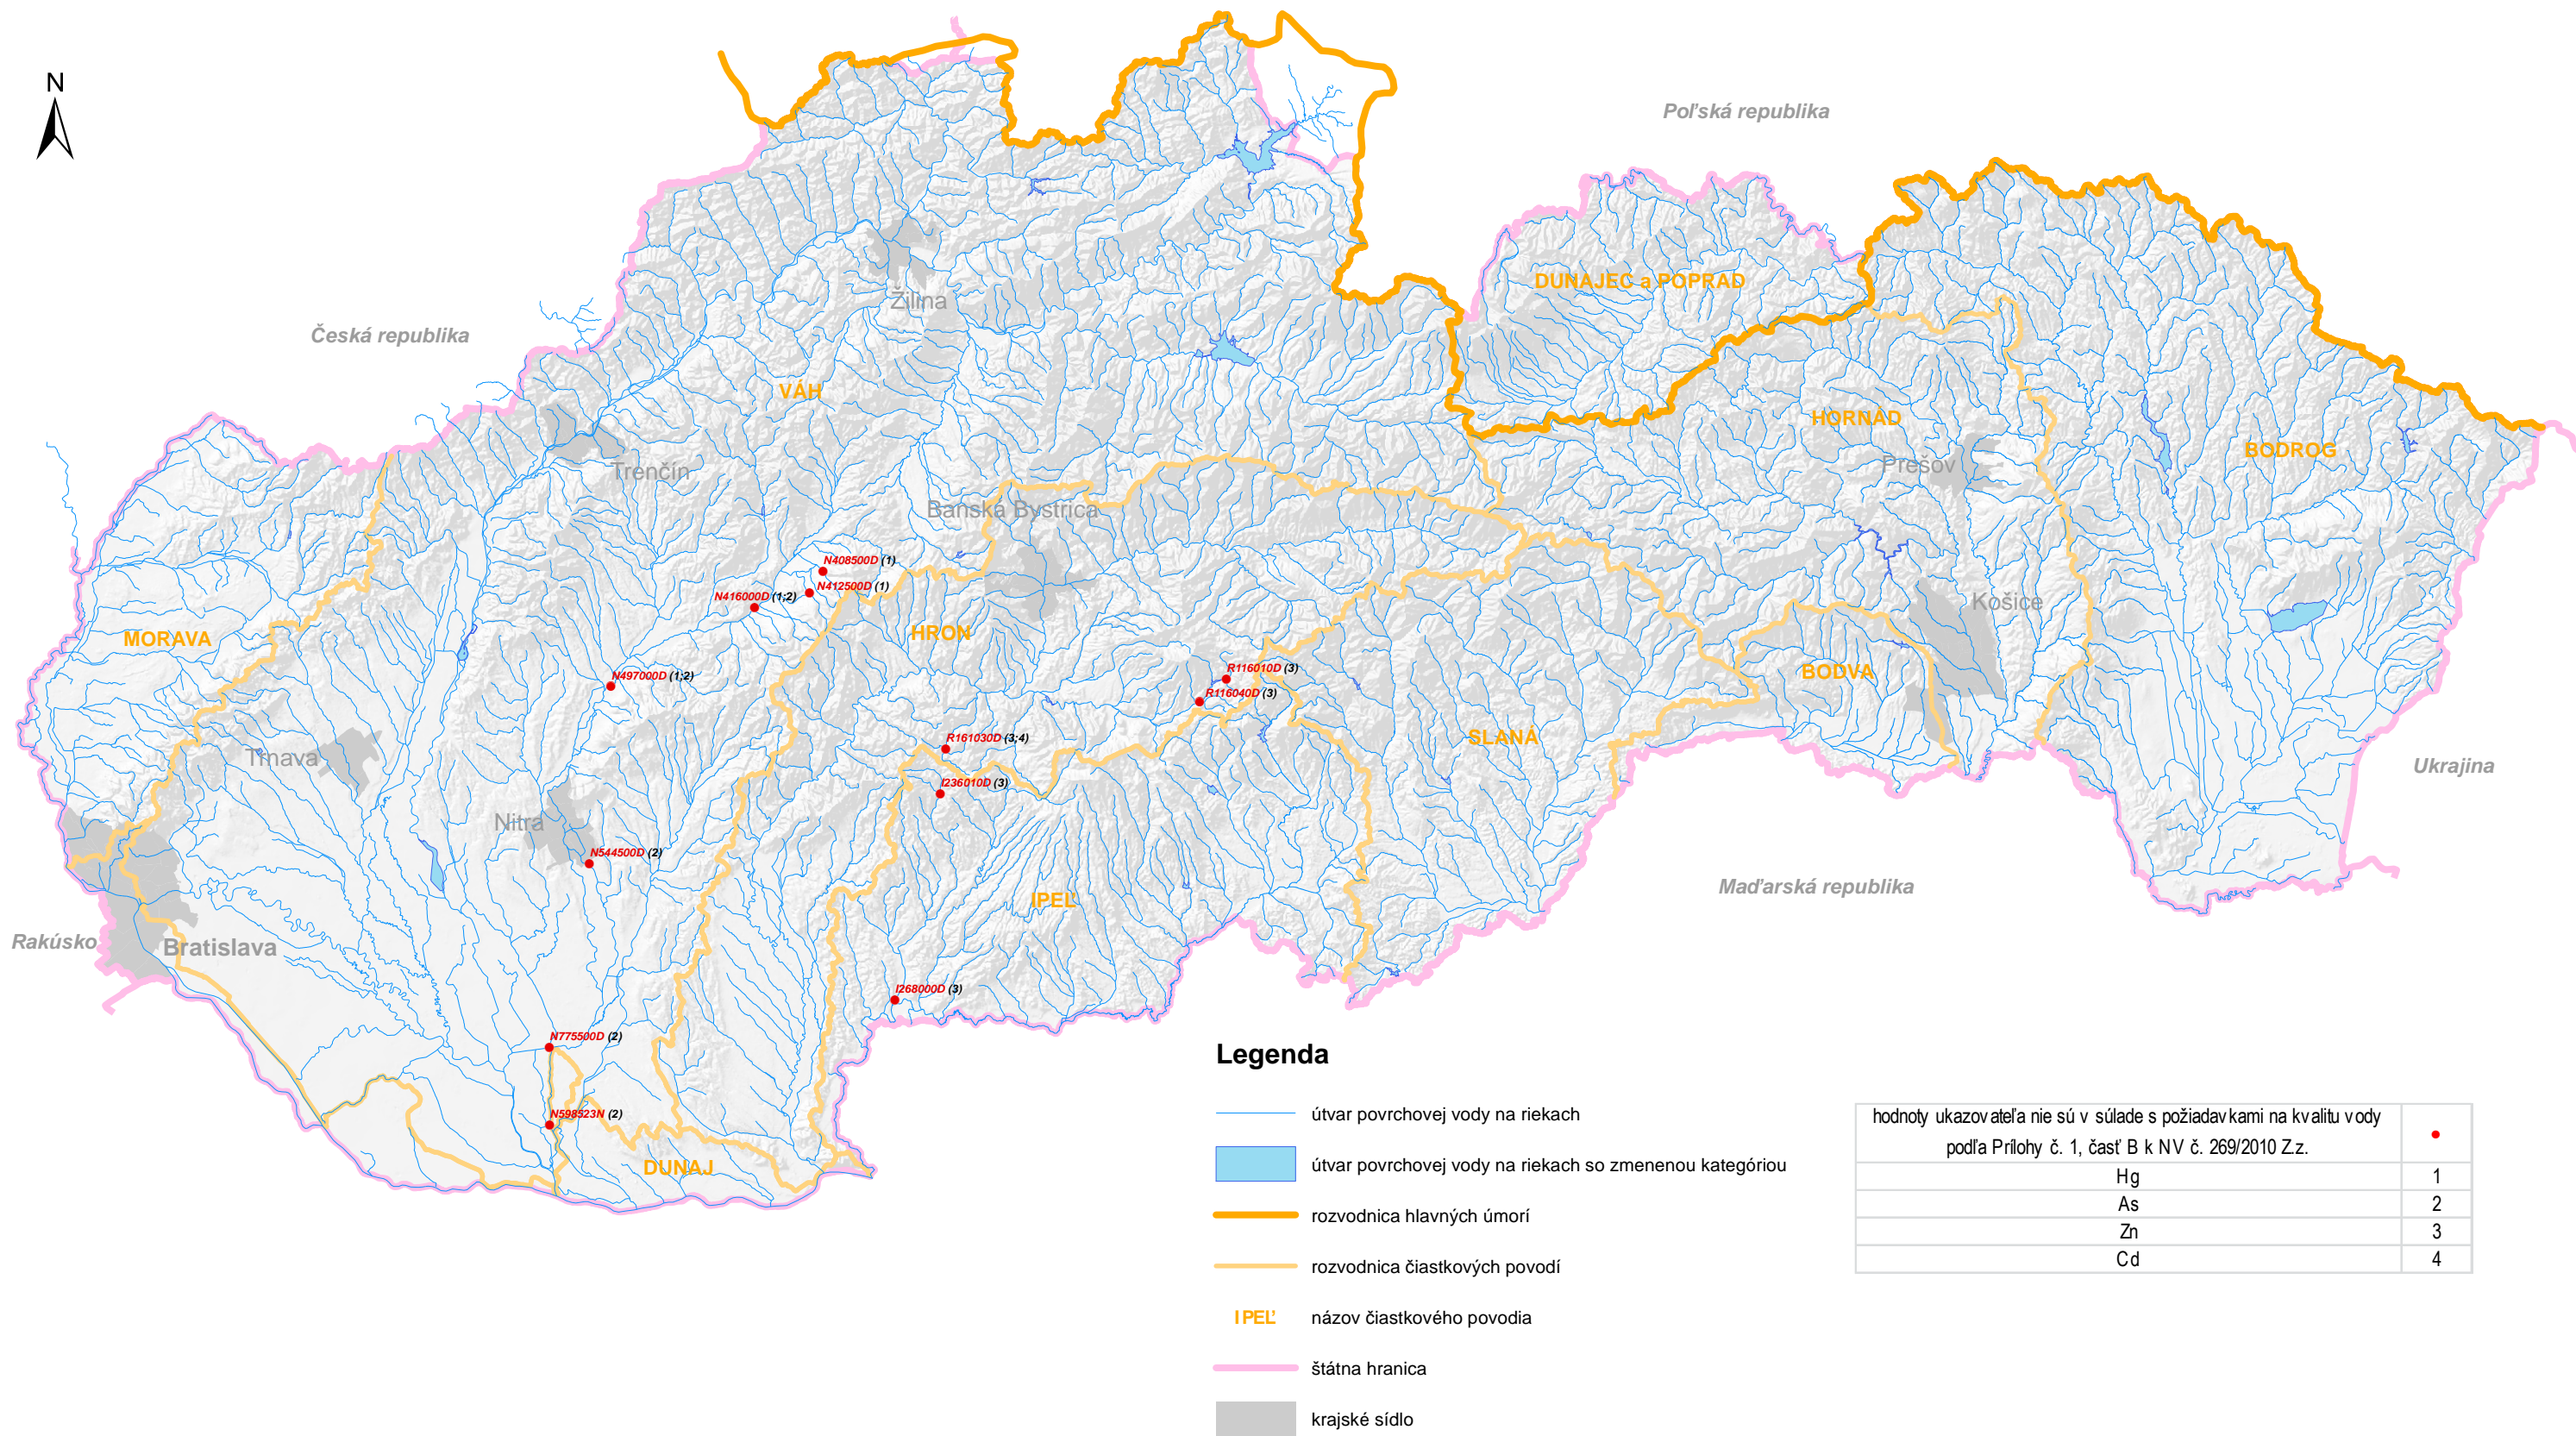 N
Poľská republika
DUNAJEC a POPRAD
Žilina
Česká republika
VÁH
HORNÁD
BODROG
Prešov
Trenčín
Banská Bystrica
N408500D (1)
N412500D (1)
N416000D (1;2)
Košice
MORAVA
HRON
R116010D (3)
BODVA
N497000D (1;2)
R116040D (3)
R161030D (3;4)
SLANÁ
Trnava
Ukrajina
I236010D (3)
Nitra
N544500D (2)
Maďarská republika
IPEĽ
Rakúsko
Bratislava
I268000D (3)
N775500D (2)
N598523N (2)
DUNAJ
Legenda
útvar povrchovej vody na riekach
útvar povrchovej vody na riekach so zmenenou kategóriou
rozvodnica hlavných úmorí
rozvodnica čiastkových povodí
IPEĽ názov čiastkového povodia
štátna hranica
krajské sídlo
hodnoty ukazovateľa nie sú v súlade s požiadavkami na kvalitu vody
podľa Prílohy č. 1, časť B k NV č. 269/2010 Z.z.
Hg 1
As 2
Zn 3
Cd 4